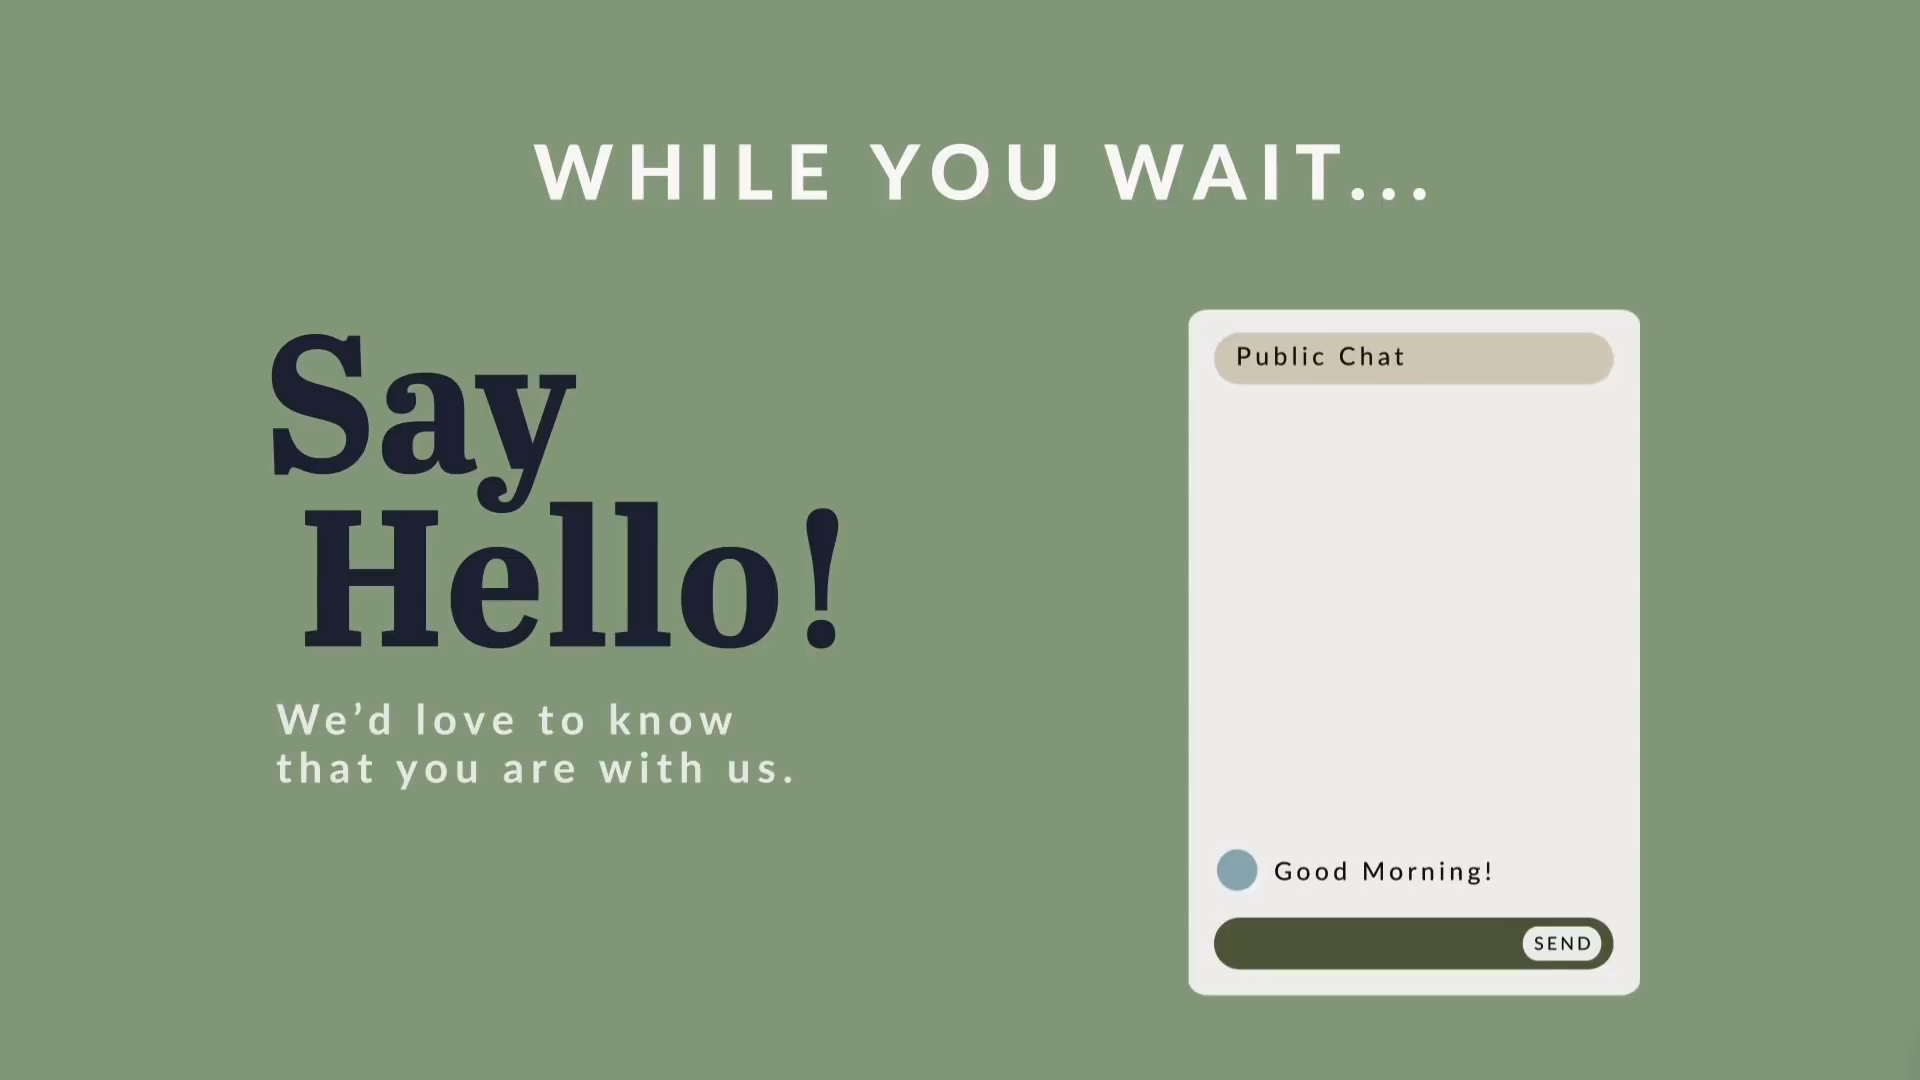 WHILE YOU WAIT...
Say
Hello!
We’d love to know
that you are with us.
Public Chat
Good Morning!
SEND